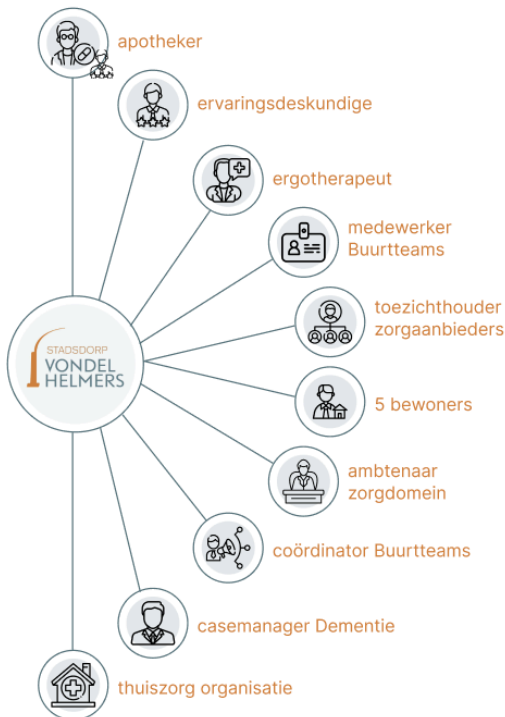 apotheker
ervaringsdeskundige
ergotherapeut
medewerker
Buurtteams
toezichthouder
zorgaanbieders
STADSDORP
VONDEL
HELMERS
5 bewoners
ambtenaar
zorgdomein
coördinator Buurtteams
casemanager Dementie
thuiszorg organisatie